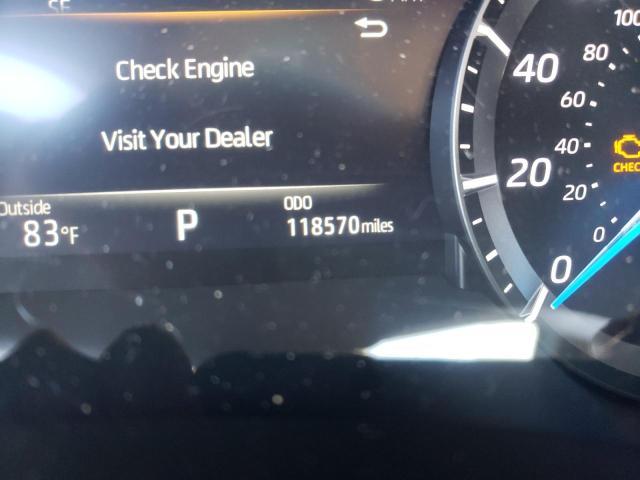 Check Engine
Visit Your Dealer
Outside
83°F
P
ODO
118570 miles
40
20
0
100
80
60
40
20
0
CHECK